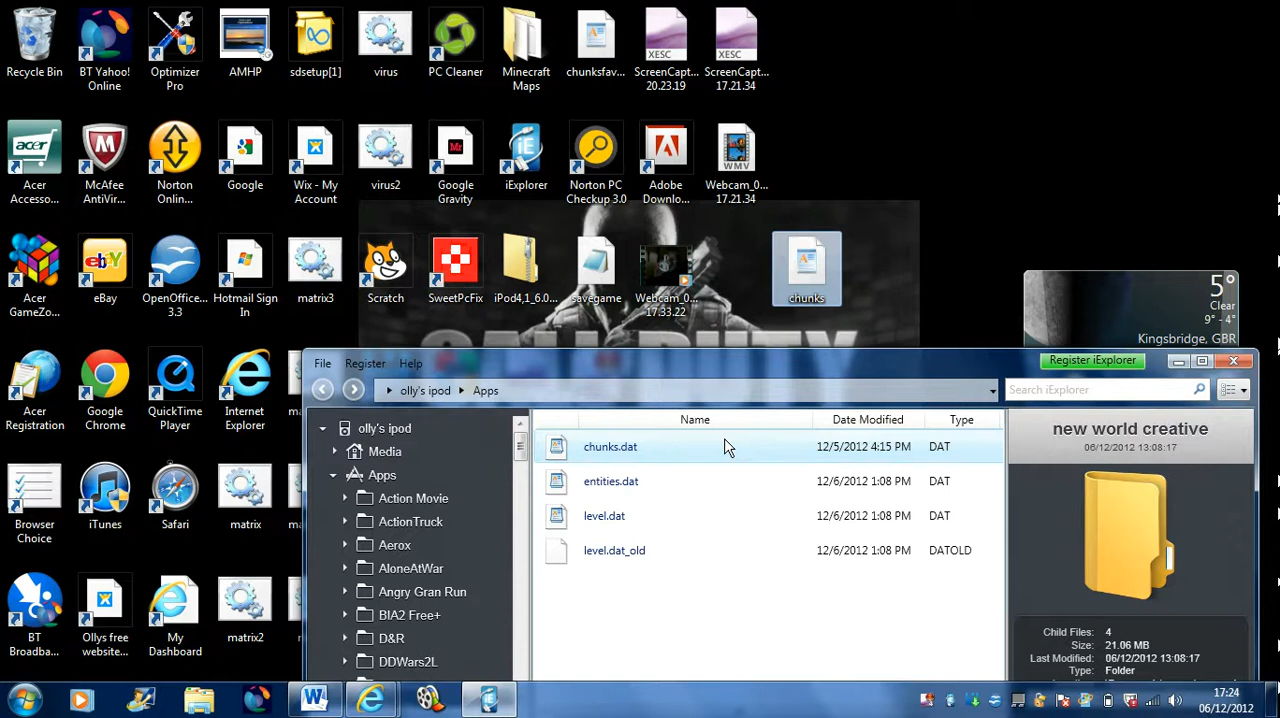 Recycle Bin
BT Yahoo! Online
Optimizer Pro
AMHP
sdsetup[1]
virus
PC Cleaner
Minecraft Maps
chunksfav...
XESC
ScreenCapt... 20.23.19
XESC
ScreenCapt... 17.21.34
acer
Acer Accesso...
McAfee AntiVir...
Norton Onlin...
Google
Wix - My Account
virus2
Mr
Google Gravity
iE
iExplorer
Norton PC Checkup 3.0
Adobe Downlo...
WMV
Webcam_0... 17.21.34
Acer GameZo...
ebY
eBay
OpenOffice... 3.3
Hotmail Sign In
matrix3
Scratch
SweetPcFix
iPod4,1_6.0...
savegame
Webcam_0... 17.33.22
chunks
CALL DUTY
5°
Clear
9° - 4°
Kingsbridge, GBR
File
Register
Help
Register iExplorer
olly's ipod
Apps
Search iExplorer
Acer Registration
Google Chrome
QuickTime Player
Internet Explorer
olly's ipod
Media
Apps
Action Movie
ActionTruck
Aerox
AloneAtWar
Angry Gran Run
BIA2 Free+
D&R
DDWars2L
Name
Date Modified
Type
chunks.dat
12/5/2012 4:15 PM
DAT
entities.dat
12/6/2012 1:08 PM
DAT
level.dat
12/6/2012 1:08 PM
DAT
level.dat_old
12/6/2012 1:08 PM
DATOLD
new world creative
06/12/2012 13:08:17
Child Files: 4
Size: 21.06 MB
Last Modified: 06/12/2012 13:08:17
Type: Folder
Browser Choice
iTunes
Safari
matrix
BT Broadba...
Ollys free website...
My Dashboard
matrix2
17:24
06/12/2012